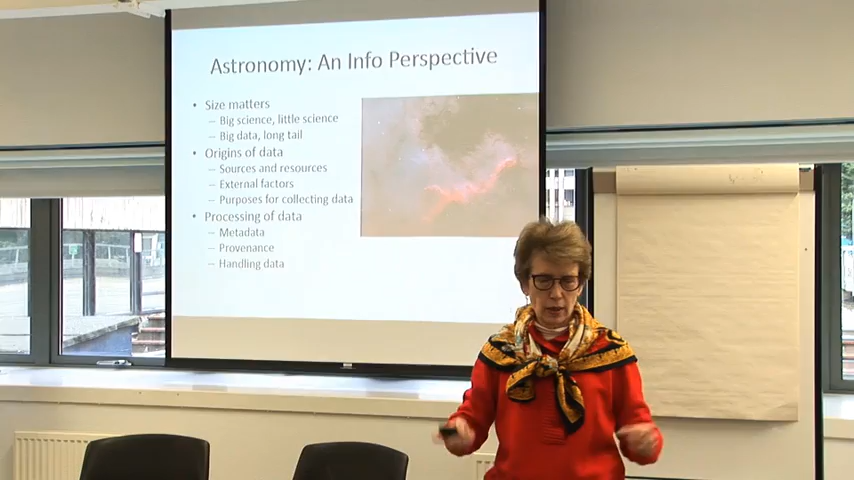 Astronomy: An Info Perspective
• Size matters
– Big science, little science
– Big data, long tail
• Origins of data
– Sources and resources
– External factors
– Purposes for collecting data
• Processing of data
– Metadata
– Provenance
– Handling data